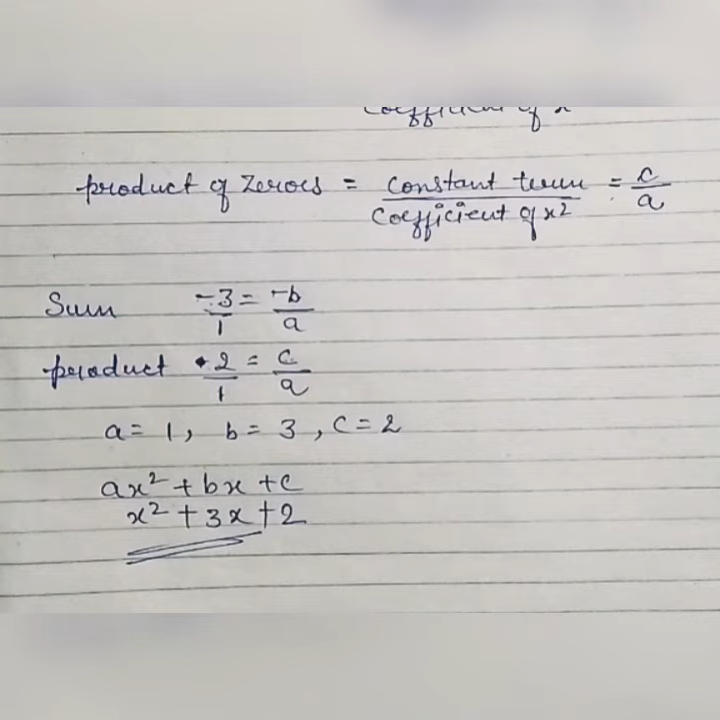 product of zeroes = constant term / coefficient of x² = c/a
Sum -3/1 = -b/a
product 2/1 = c/a
a = 1, b = 3, c = 2
ax² + bx + c
x² + 3x + 2